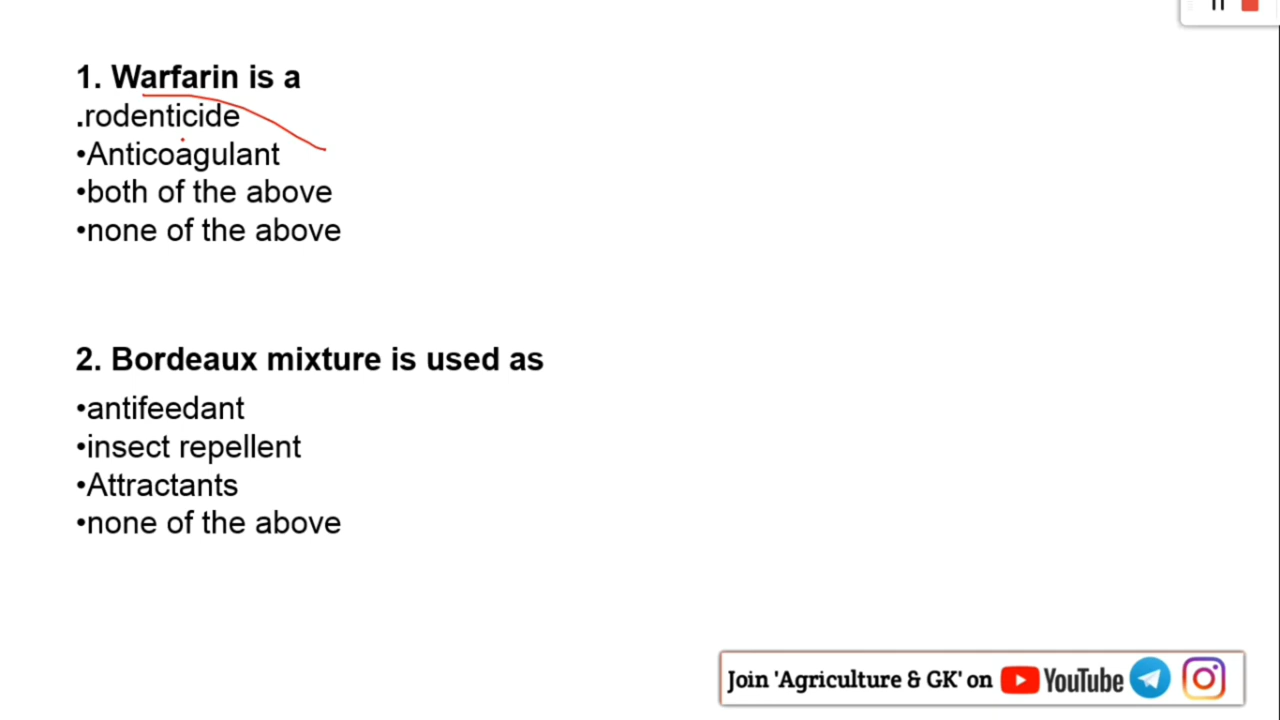 1. Warfarin is a
.rodenticide
•Anticoagulant
•both of the above
•none of the above
2. Bordeaux mixture is used as
•antifeedant
•insect repellent
•Attractants
•none of the above
Join 'Agriculture & GK' on YouTube